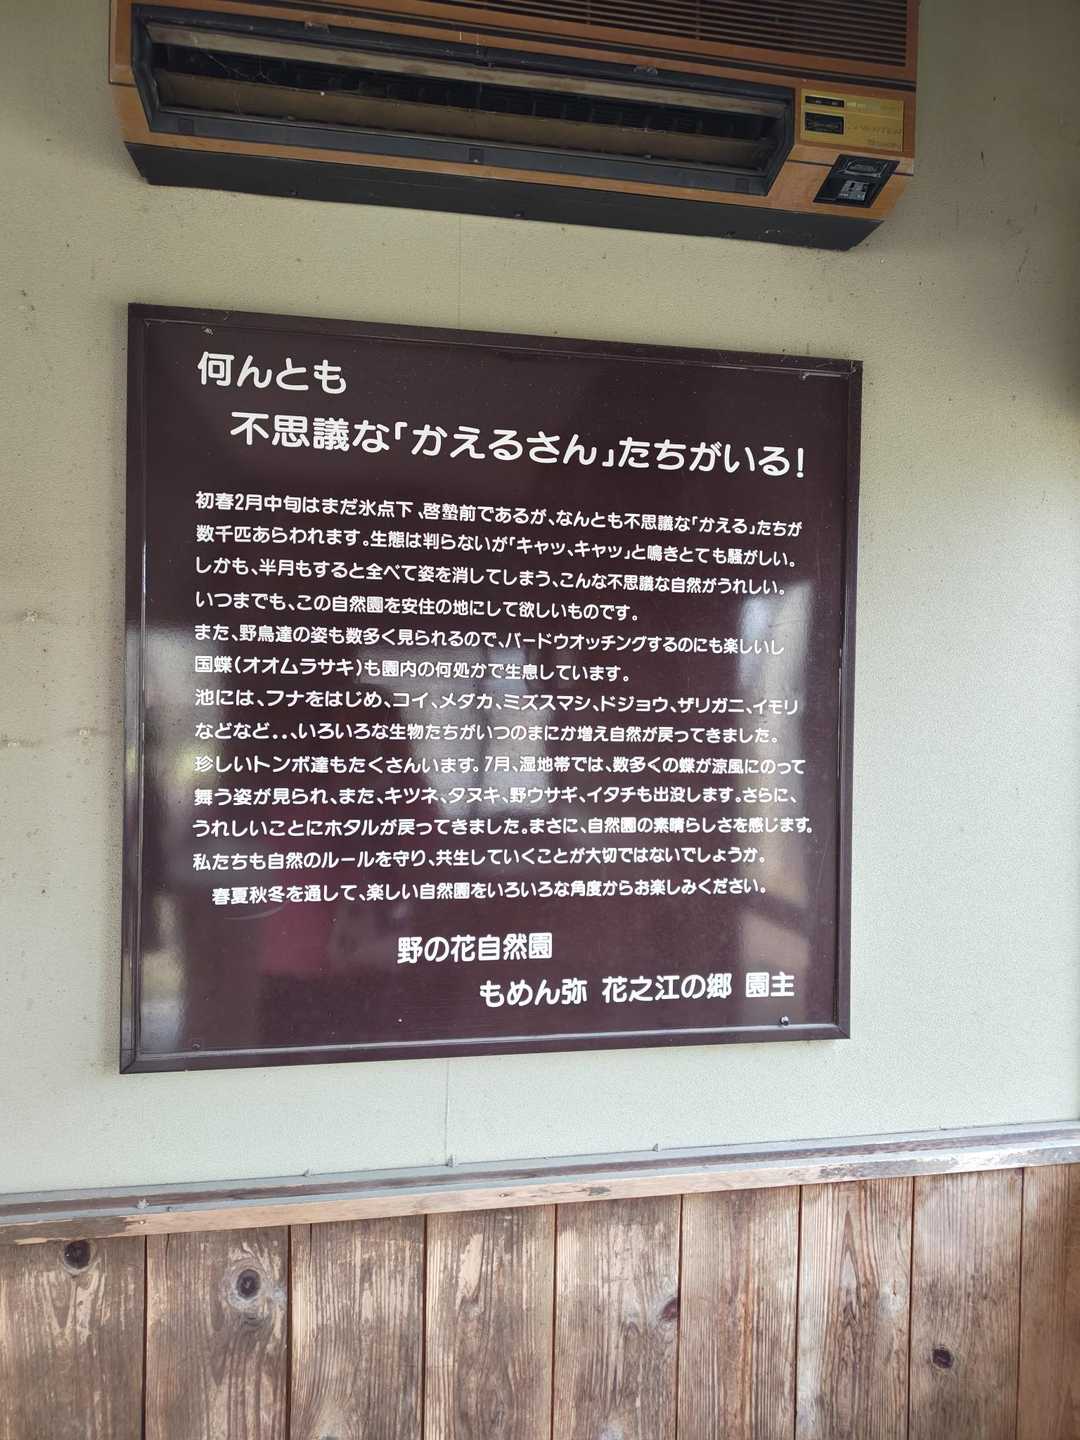 何んとも
不思議な「かえるさん」たちがいる!
初春2月中旬はまだ氷点下、啓蟄前であるが、なんとも不思議な「かえる」たちが
数千匹あらわれます。生態は判らないが「キャッ、キャッ」と鳴きとても騒がしい。
しかも、半月もすると全べて姿を消してしまう、こんな不思議な自然がうれしい。
いつまでも、この自然園を安住の地にして欲しいものです。
また、野鳥達の姿も数多く見られるので、バードウオッチングするのにも楽しいし
国蝶(オオムラサキ)も園内の何処かで生息しています。
池には、フナをはじめ、コイ、メダカ、ミズスマシ、ドジョウ、ザリガニ、イモリ
などなど...、いろいろな生物たちがいつのまにか増え自然が戻ってきました。
珍しいトンボ達もたくさんいます。7月、湿地帯では、数多くの蝶が涼風にのって
舞う姿が見られ、また、キツネ、タヌキ、野ウサギ、イタチも出没します。さらに、
うれしいことにホタルが戻ってきました。まさに、自然園の素晴らしさを感じます。
私たちも自然のルールを守り、共生していくことが大切ではないでしょうか。
春夏秋冬を通して、楽しい自然園をいろいろな角度からお楽しみください。
野の花自然園
もめん弥 花之江の郷 園主